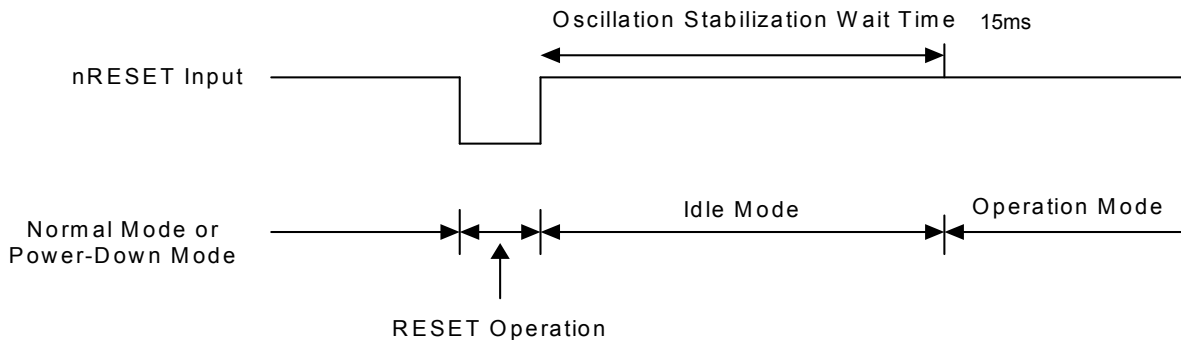 Oscillation Stabilization Wait Time 15ms
nRESET Input
Idle Mode
Operation Mode
Normal Mode or
Power-Down Mode
RESET Operation